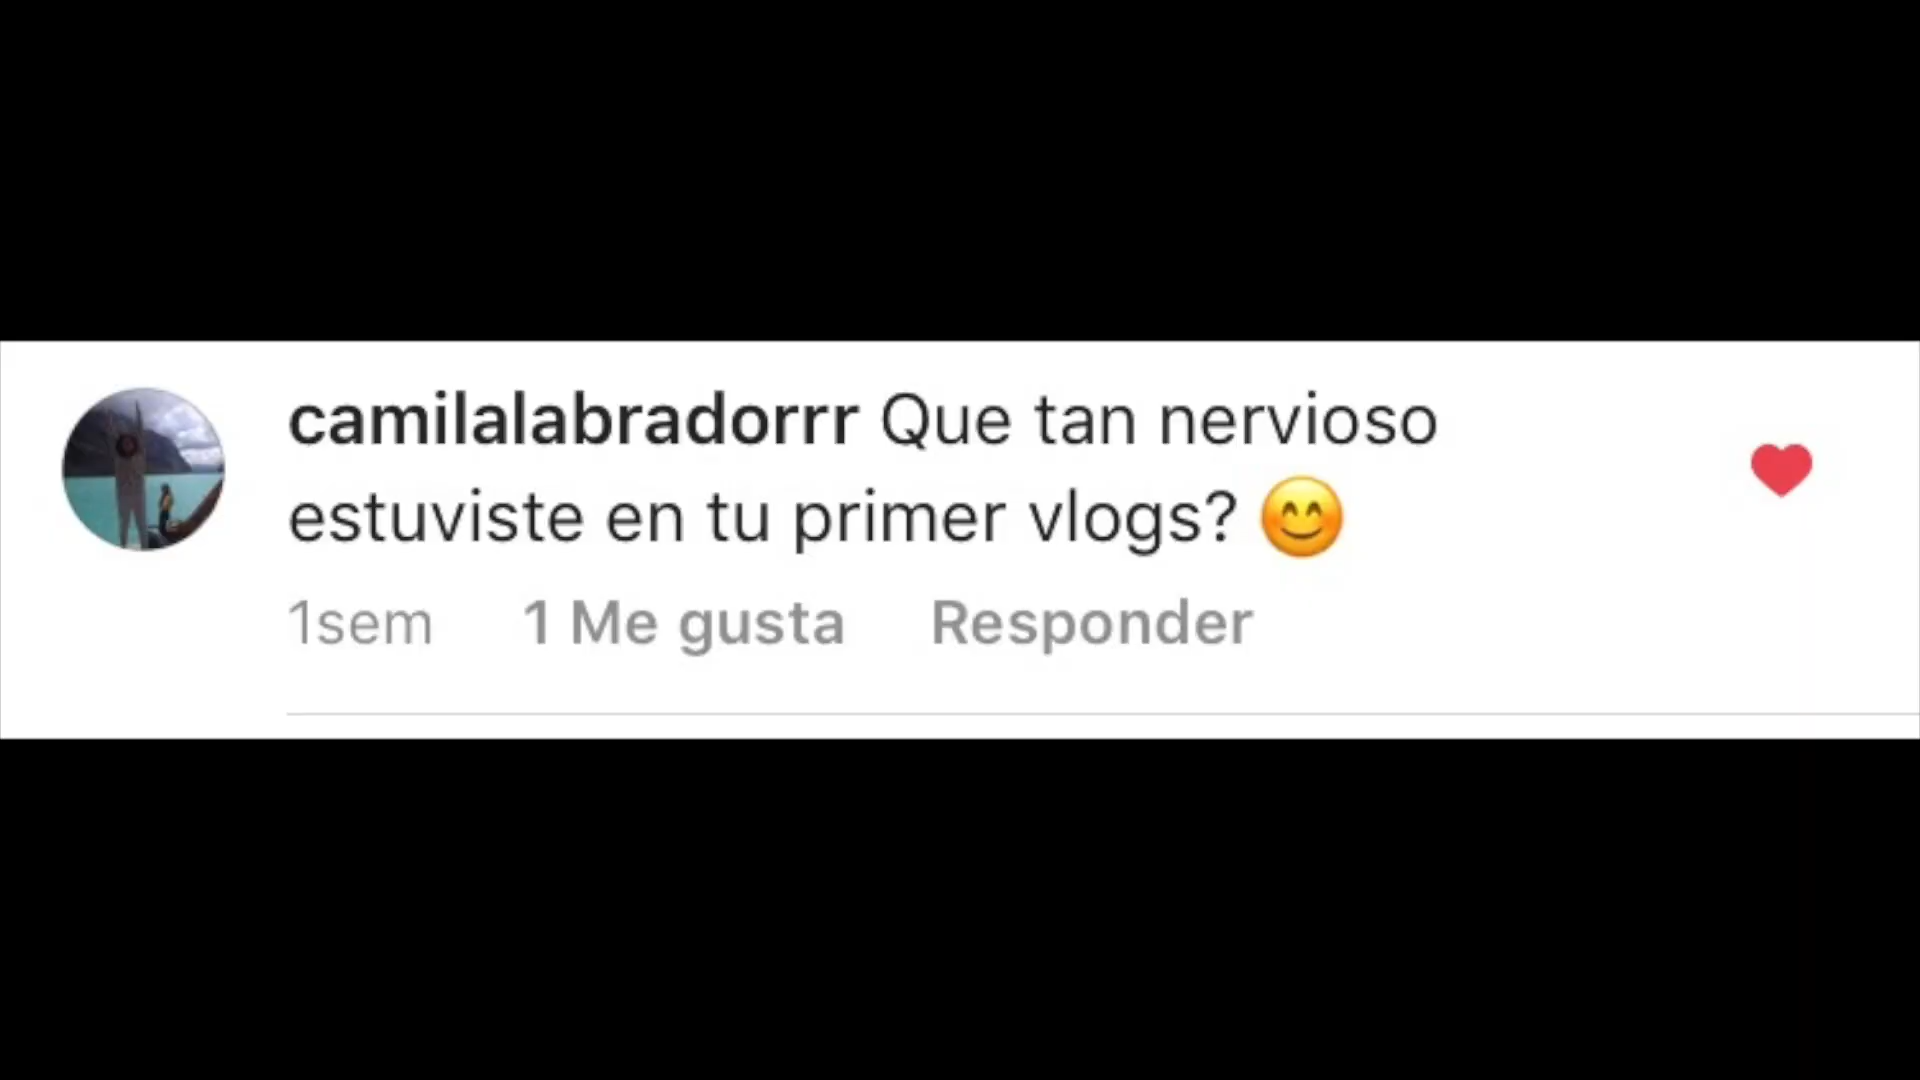 camilalabradorrr Que tan nervioso
estuviste en tu primer vlogs? 😊
1sem 1 Me gusta Responder